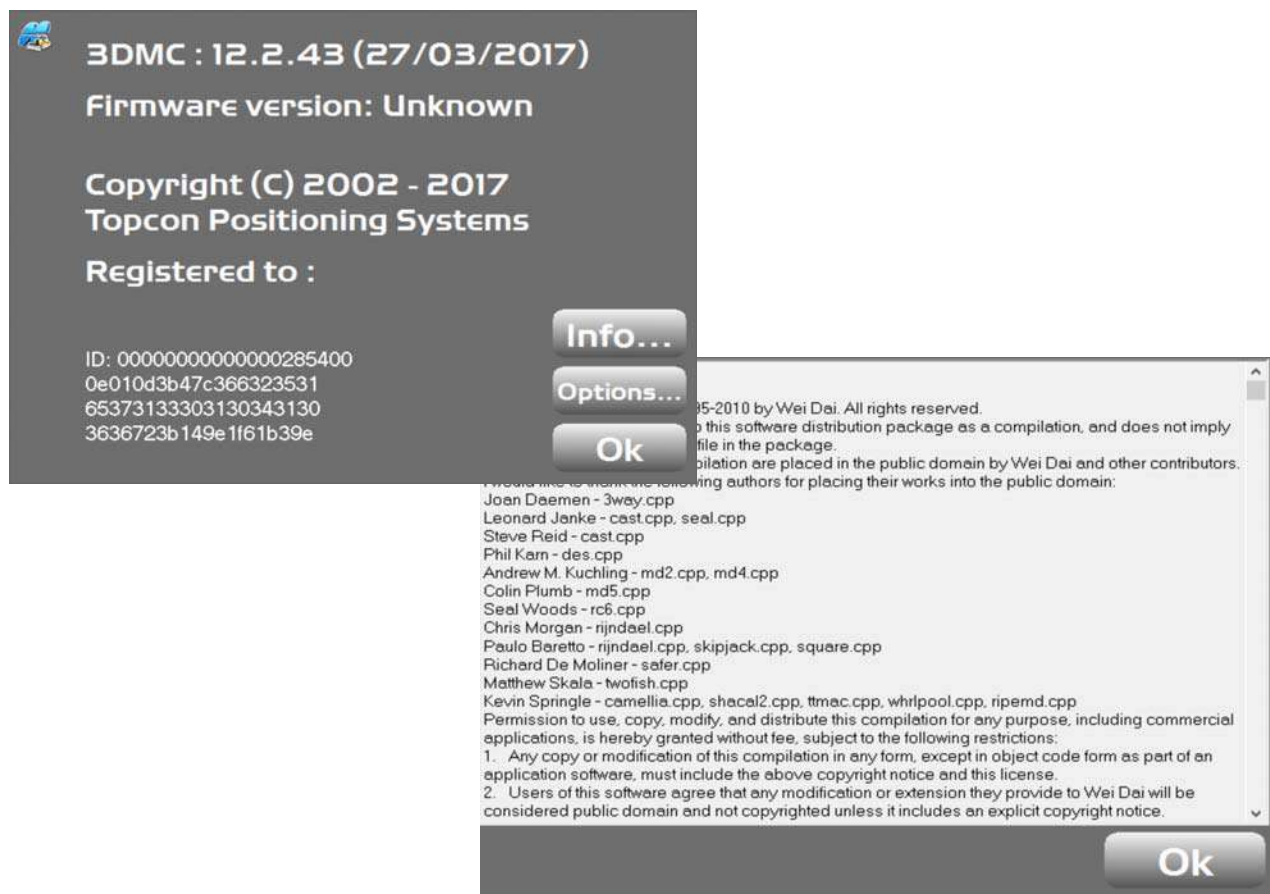 3DMC : 12.2.43 (27/03/2017)
Firmware version: Unknown
Copyright (C) 2002 - 2017
Topcon Positioning Systems
Registered to :
ID: 00000000000000285400
0e010d3b47c366323531
65373133303130343130
3636723b149e1f61b39e
Info...
Options...
Ok
95-2010 by Wei Dai. All rights reserved.
this software distribution package as a compilation, and does not imply
file in the package.
are placed in the public domain by Wei Dai and other contributors.
authors for placing their works into the public domain:
Joan Daemen - 3way.cpp
Leonard Janke - cast.cpp, seal.cpp
Steve Reid - cast.cpp
Phil Karn - des.cpp
Andrew M. Kuchling - md2.cpp, md4.cpp
Colin Plumb - md5.cpp
Seal Woods - rc6.cpp
Chris Morgan - rijndael.cpp
Paulo Baretto - rijndael.cpp, skipjack.cpp, square.cpp
Richard De Moliner - safer.cpp
Matthew Skala - twofish.cpp
Kevin Springle - camellia.cpp, shacal2.cpp, ttmac.cpp, whrlpool.cpp, ripemd.cpp
Permission to use, copy, modify, and distribute this compilation for any purpose, including commercial
applications, is hereby granted without fee, subject to the following restrictions:
1. Any copy or modification of this compilation in any form, except in object code form as part of an
application software, must include the above copyright notice and this license.
2. Users of this software agree that any modification or extension they provide to Wei Dai will be
considered public domain and not copyrighted unless it includes an explicit copyright notice.
Ok